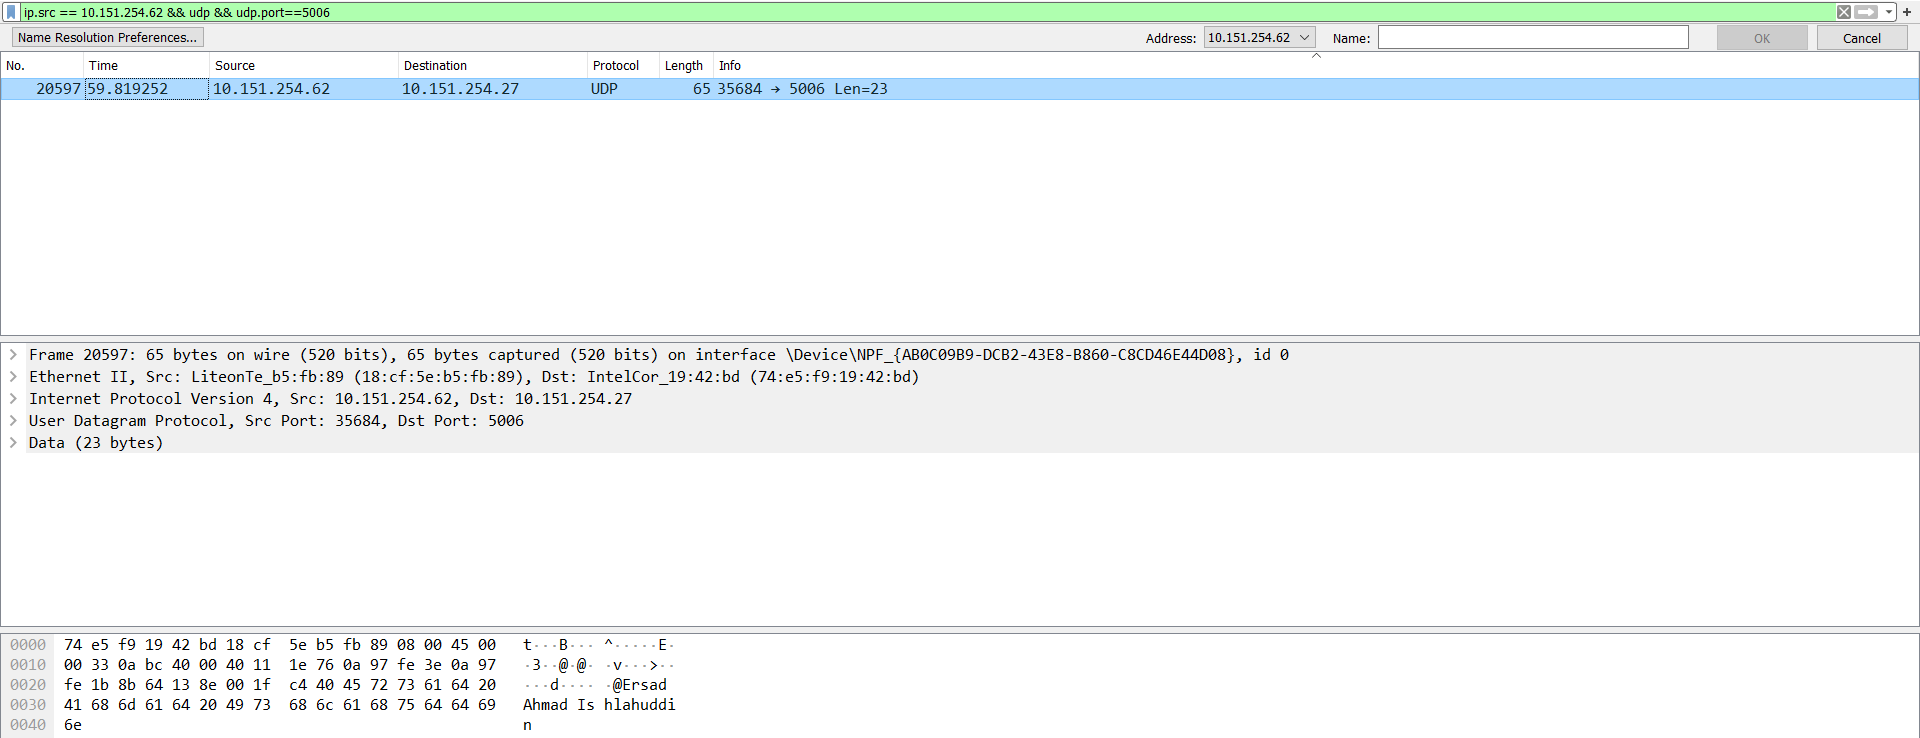 ip.src == 10.151.254.62 && udp && udp.port==5006
Name Resolution Preferences... Address: 10.151.254.62 Name: OK Cancel
No. Time Source Destination Protocol Length Info
20597 59.819252 10.151.254.62 10.151.254.27 UDP 65 35684 → 5006 Len=23
Frame 20597: 65 bytes on wire (520 bits), 65 bytes captured (520 bits) on interface \Device\NPF_{AB0C09B9-DCB2-43E8-B860-C8CD46E44D08}, id 0
Ethernet II, Src: LiteonTe_b5:fb:89 (18:cf:5e:b5:fb:89), Dst: IntelCor_19:42:bd (74:e5:f9:19:42:bd)
Internet Protocol Version 4, Src: 10.151.254.62, Dst: 10.151.254.27
User Datagram Protocol, Src Port: 35684, Dst Port: 5006
Data (23 bytes)
0000 74 e5 f9 19 42 bd 18 cf 5e b5 fb 89 08 00 45 00 t···B··· ^·····E·
0010 00 33 0a bc 40 00 40 11 1e 76 0a 97 fe 3e 0a 97 ·3··@·@· ·v···>··
0020 fe 1b 8b 64 13 8e 00 1f c4 40 45 72 73 61 64 20 ···d···· ·@Ersad
0030 41 68 6d 61 64 20 49 73 68 6c 61 68 75 64 64 69 Ahmad Is hlahuddi
0040 6e n